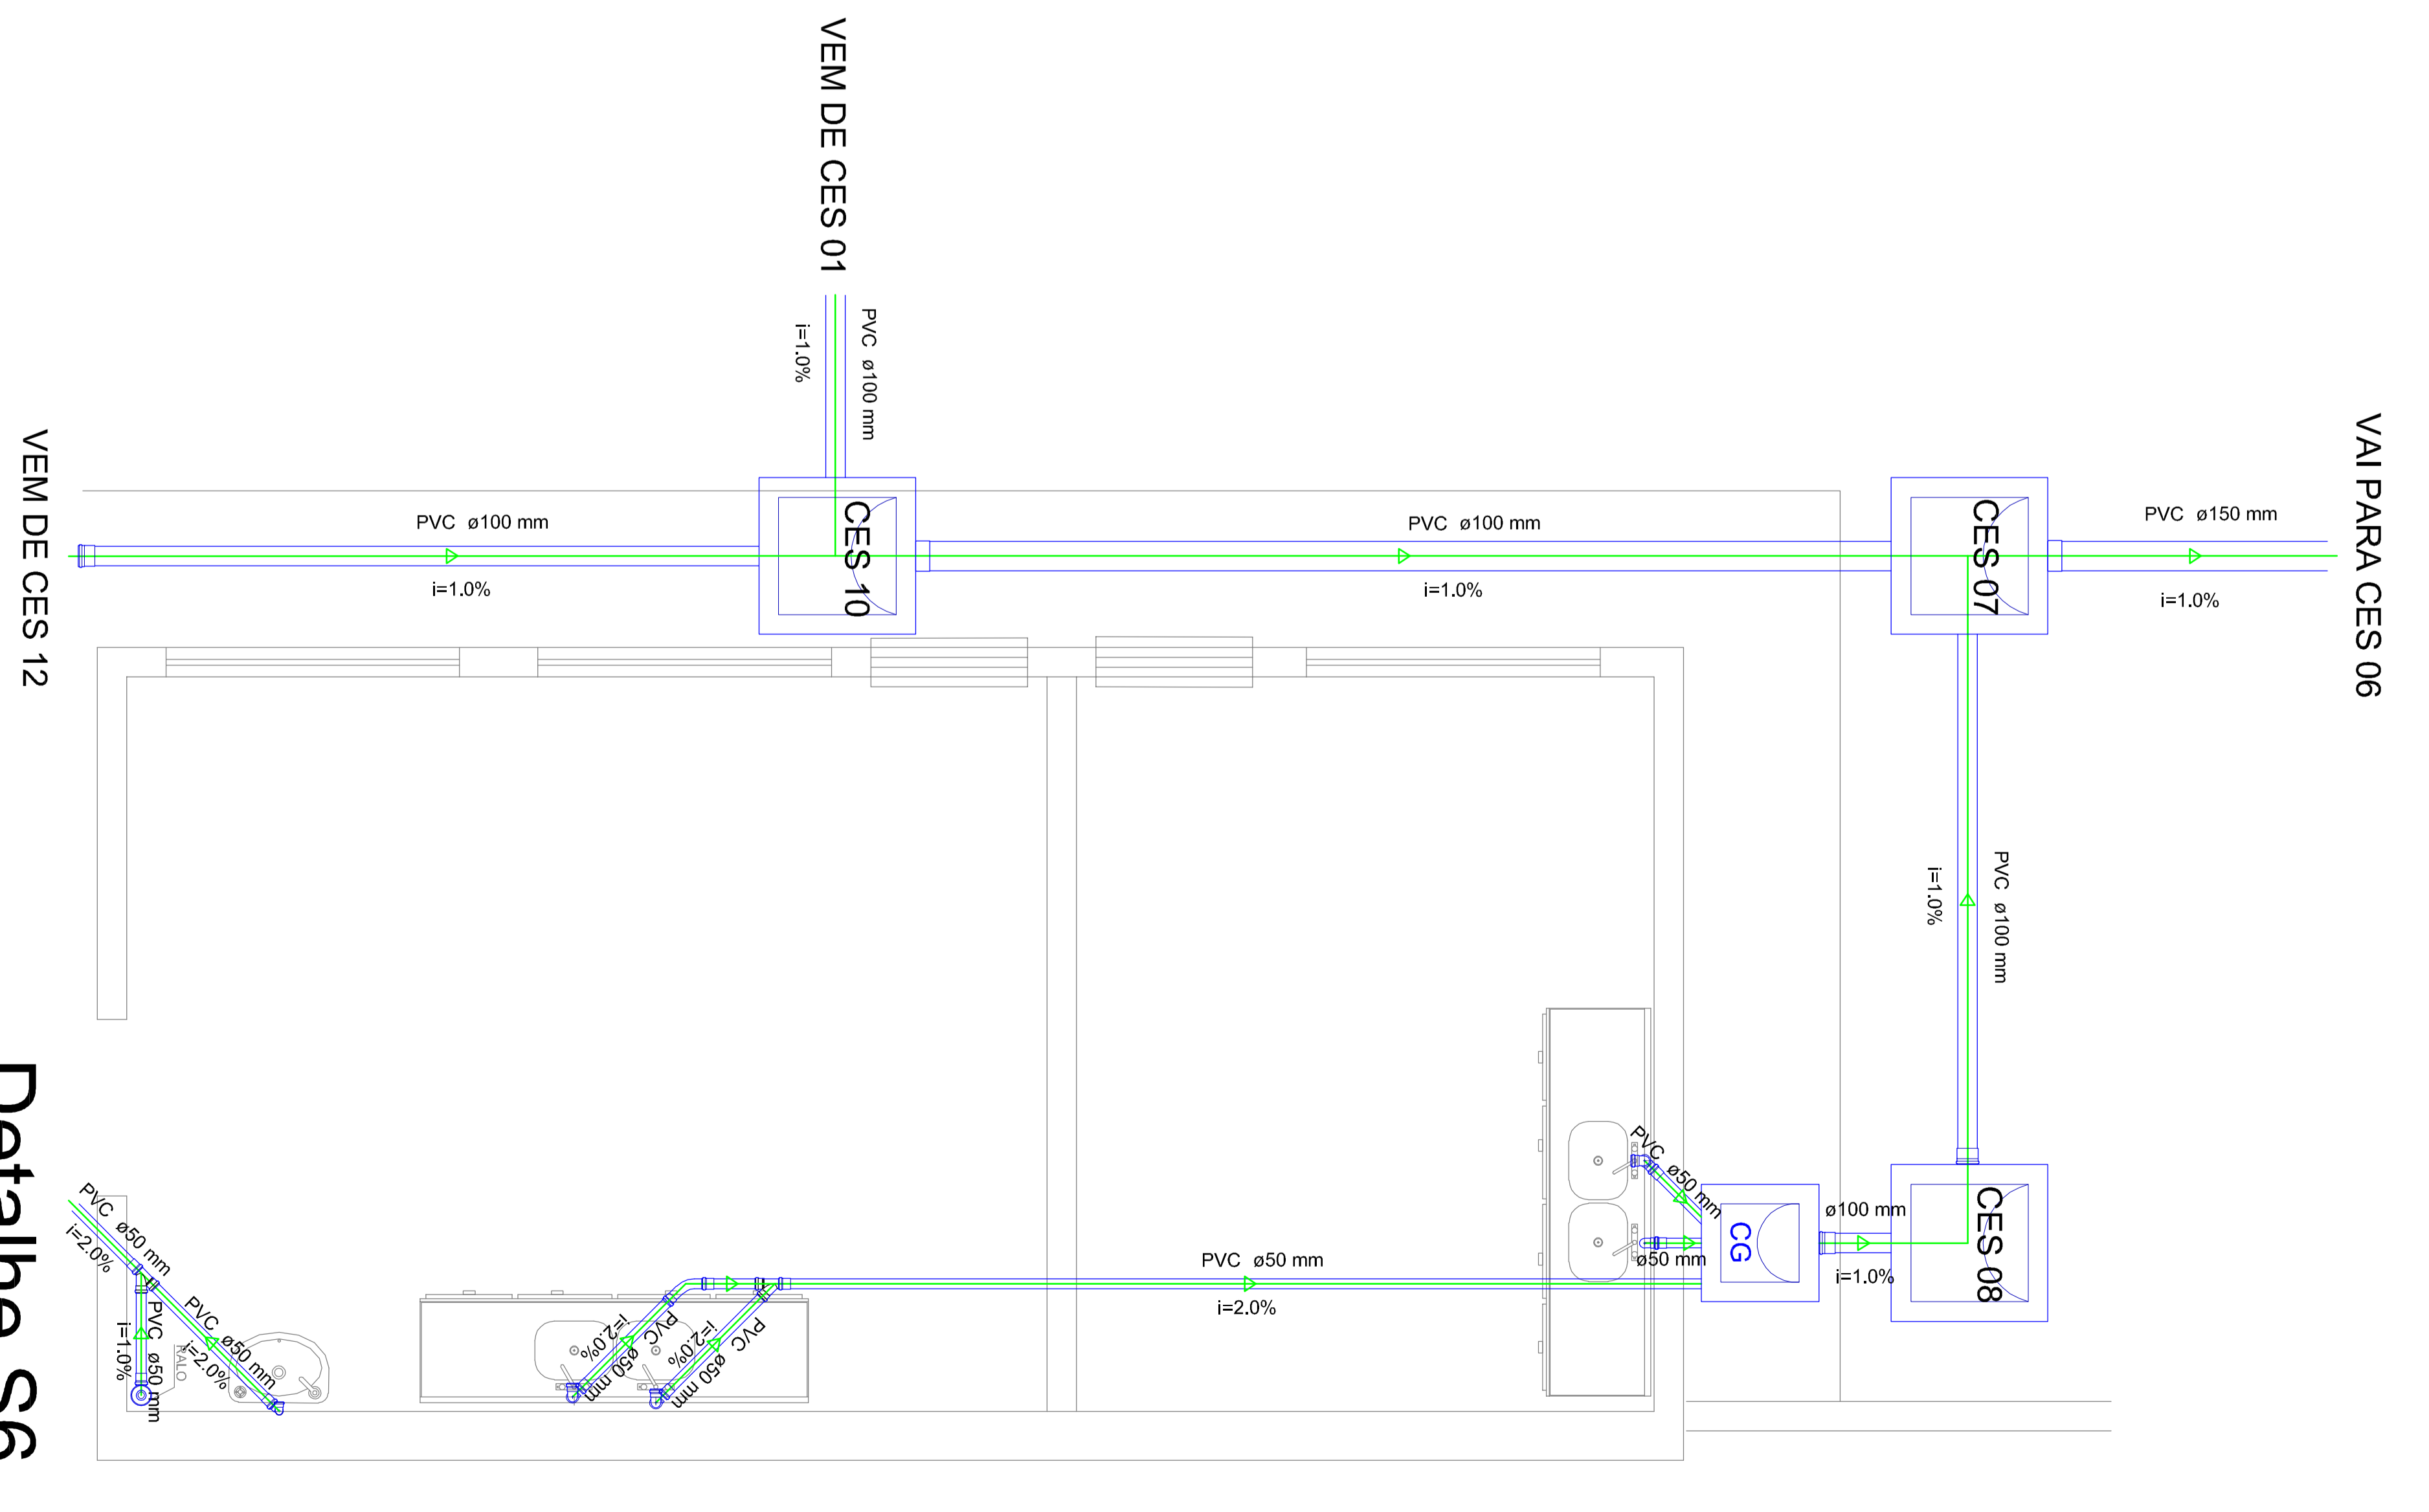 VEM DE CES 01
PVC ø100 mm
i=1.0%
VEM DE CES 12
PVC ø100 mm
i=1.0%
CES 10
PVC ø100 mm
i=1.0%
CES 07
PVC ø150 mm
i=1.0%
VAI PARA CES 06
PVC ø100 mm
i=1.0%
PVC ø50 mm
ø50 mm
CG
ø100 mm
i=1.0%
CES 08
PVC ø50 mm
i=2.0%
PVC ø50 mm
i=2.0%
PVC ø50 mm
i=2.0%
PVC ø50 mm
i=2.0%
PVC ø50 mm
i=1.0%
PVC ø50 mm
i=2.0%
RALO
Detalhe S6